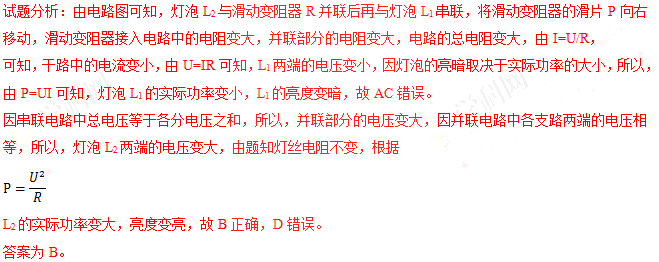 试题分析：由电路图可知，灯泡 L2 与滑动变阻器 R 并联后再与灯泡 L1 串联，将滑动变阻器的滑片 P 向右
移动，滑动变阻器接入电路中的电阻变大，并联部分的电阻变大，电路的总电阻变大，由 I=U/R，
可知，干路中的电流变小，由 U=IR 可知，L1 两端的电压变小，因灯泡的亮暗取决于实际功率的大小，所以，
由 P=UI 可知，灯泡 L1 的实际功率变小，L1 的亮度变暗，故 AC 错误。
因串联电路中总电压等于各分电压之和，所以，并联部分的电压变大，因并联电路中各支路两端的电压相
等，所以，灯泡 L2 两端的电压变大，由题知灯丝电阻不变，根据
P = U²/R
L2 的实际功率变大，亮度变亮，故 B 正确，D 错误。
答案为 B。